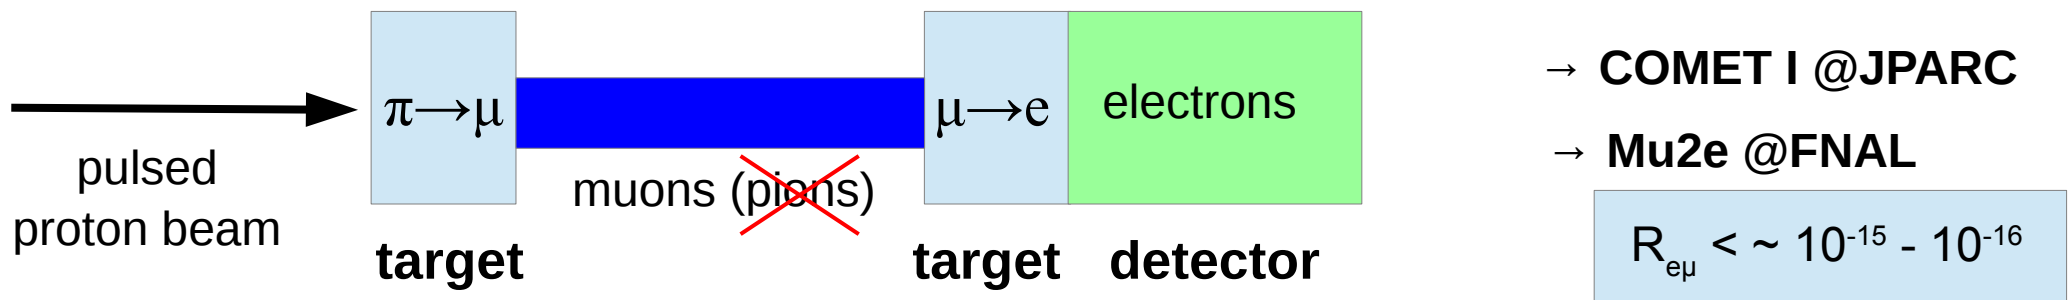 pulsed
proton beam
π→μ
target
muons (pions)
μ→e
target
electrons
detector
→ COMET I @JPARC
→ Mu2e @FNAL
Reμ < ~ 10-15 - 10-16